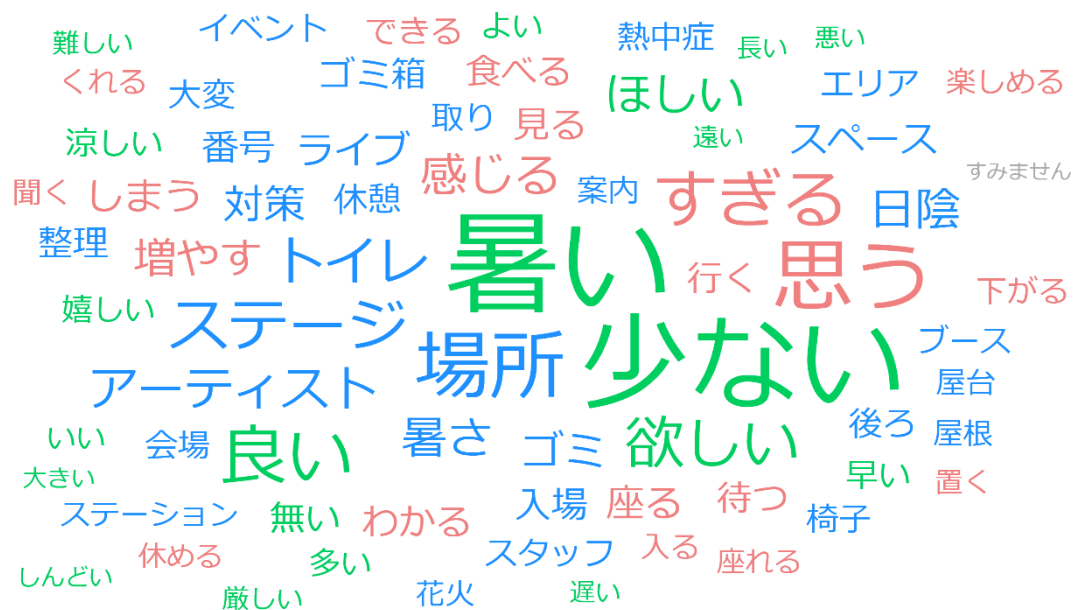 難しい
イベント
できる
よい
熱中症
長い
悪い
くれる
大変
ゴミ箱
食べる
ほしい
エリア
楽しめる
涼しい
番号
ライブ
取り
見る
遠い
スペース
すみません
聞く
しまう
対策
休憩
感じる
案内
すぎる
日陰
整理
増やす
トイレ
暑い
行く
思う
下がる
嬉しい
ステージ
場所
少ない
ブース
アーティスト
屋台
いい
会場
良い
暑さ
ゴミ
欲しい
後ろ
屋根
大きい
早い
置く
ステーション
無い
わかる
入場
座る
待つ
椅子
休める
多い
スタッフ
入る
座れる
しんどい
厳しい
花火
遅い